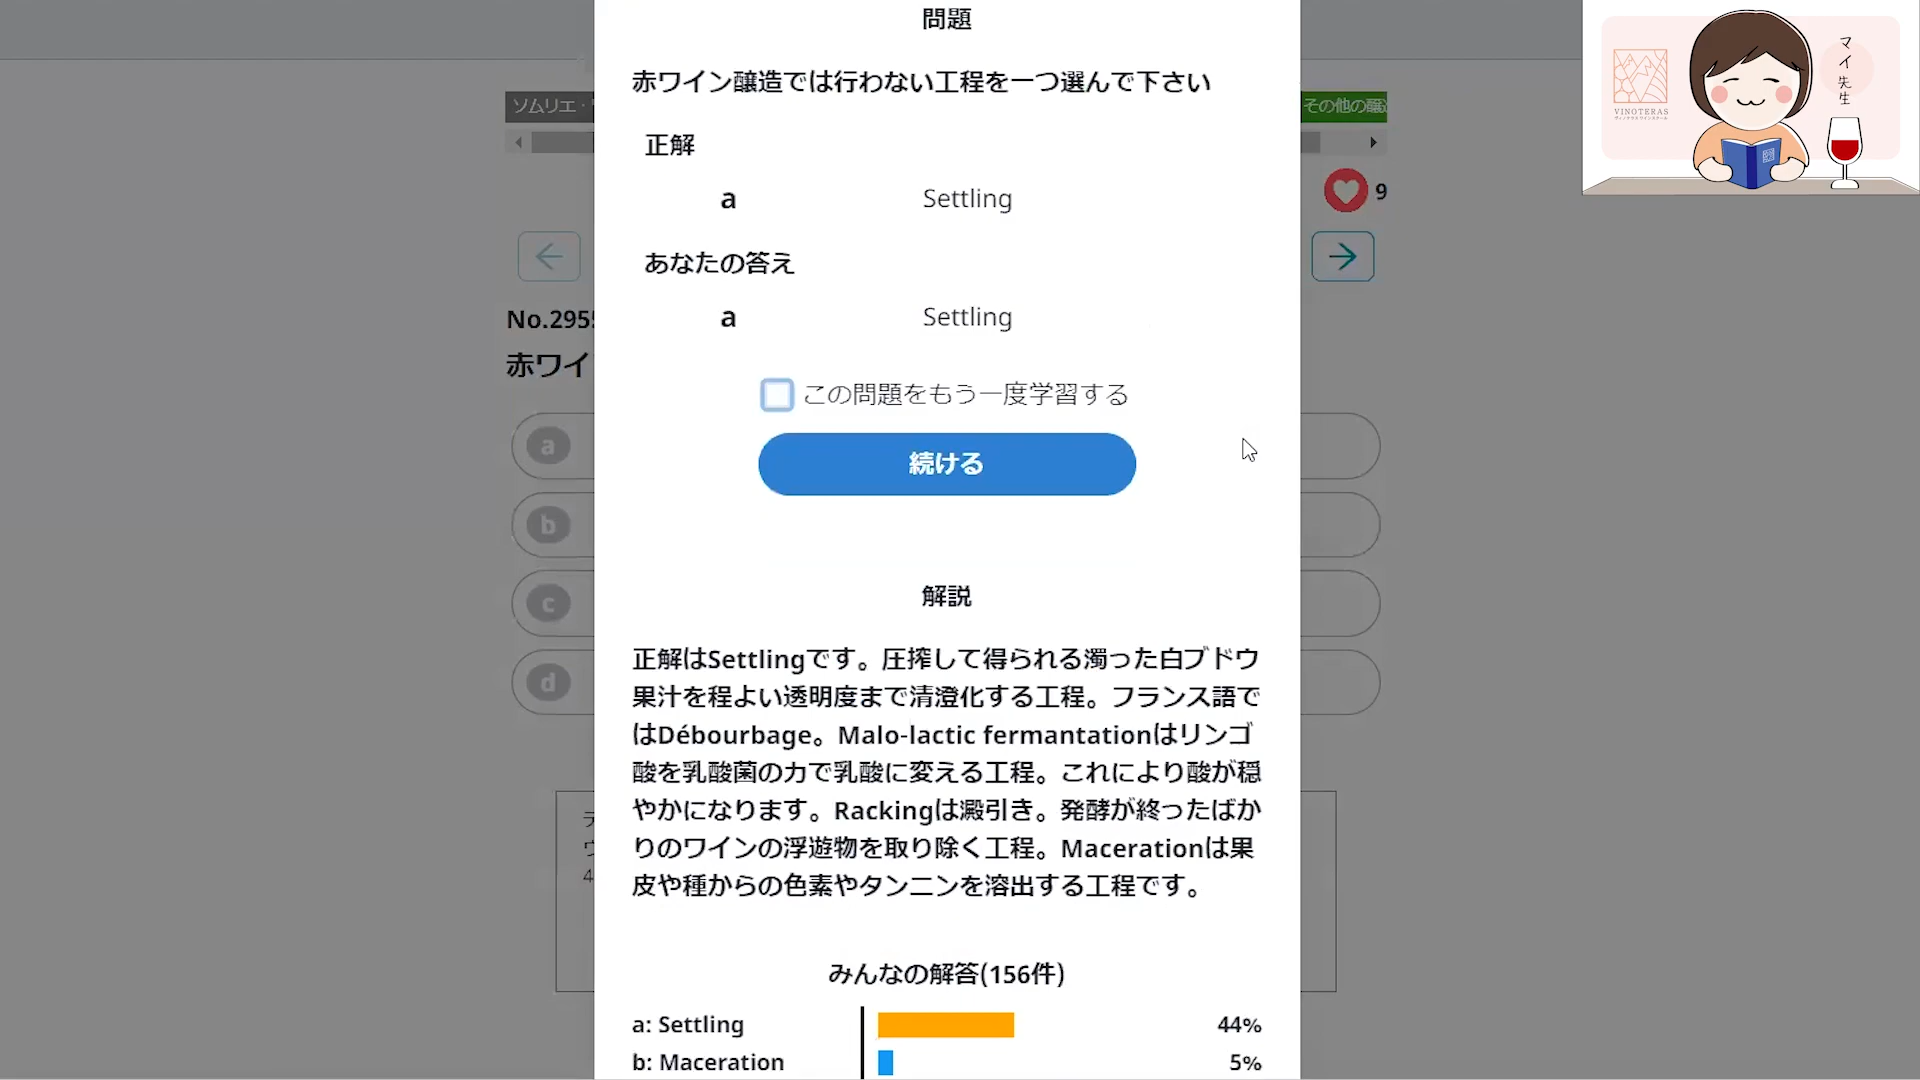 問題
赤ワイン醸造では行わない工程を一つ選んで下さい
正解
a Settling
あなたの答え
a Settling
この問題をもう一度学習する
続ける
解説
正解はSettlingです。圧搾して得られる濁った白ブドウ
果汁を程よい透明度まで清澄化する工程。フランス語で
はDébourbage。Malo-lactic fermantationはリンゴ
酸を乳酸菌の力で乳酸に変える工程。これにより酸が穏
やかになります。Rackingは澱引き。発酵が終ったばか
りのワインの浮遊物を取り除く工程。Macerationは果
皮や種からの色素やタンニンを溶出する工程です。
みんなの解答(156件)
a: Settling 44%
b: Maceration 5%
ソムリエ・
その他の醸
9
No.295
赤ワイ
a
b
c
d
4
マイ先生
VINOTERAS